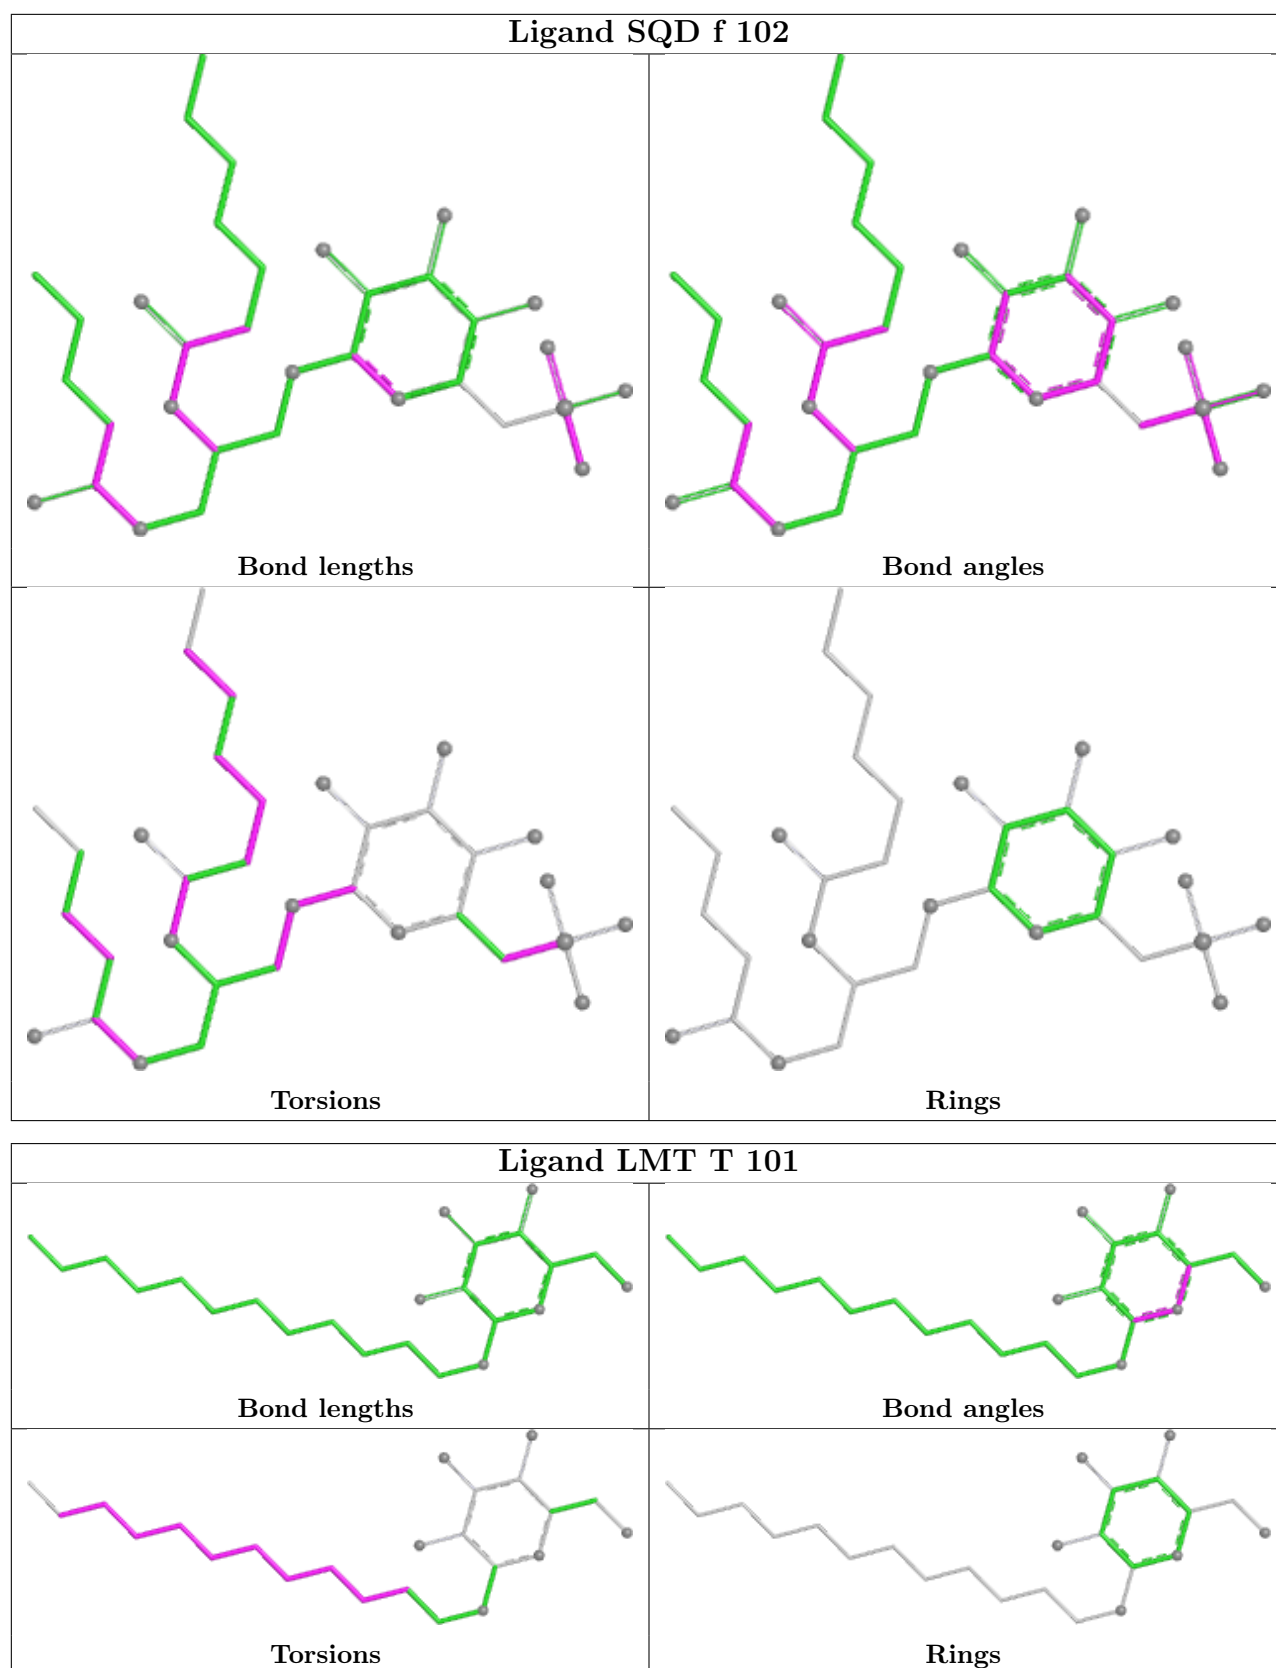 Ligand SQD f 102
Bond lengths
Bond angles
Torsions
Rings
Ligand LMT T 101
Bond lengths
Bond angles
Torsions
Rings